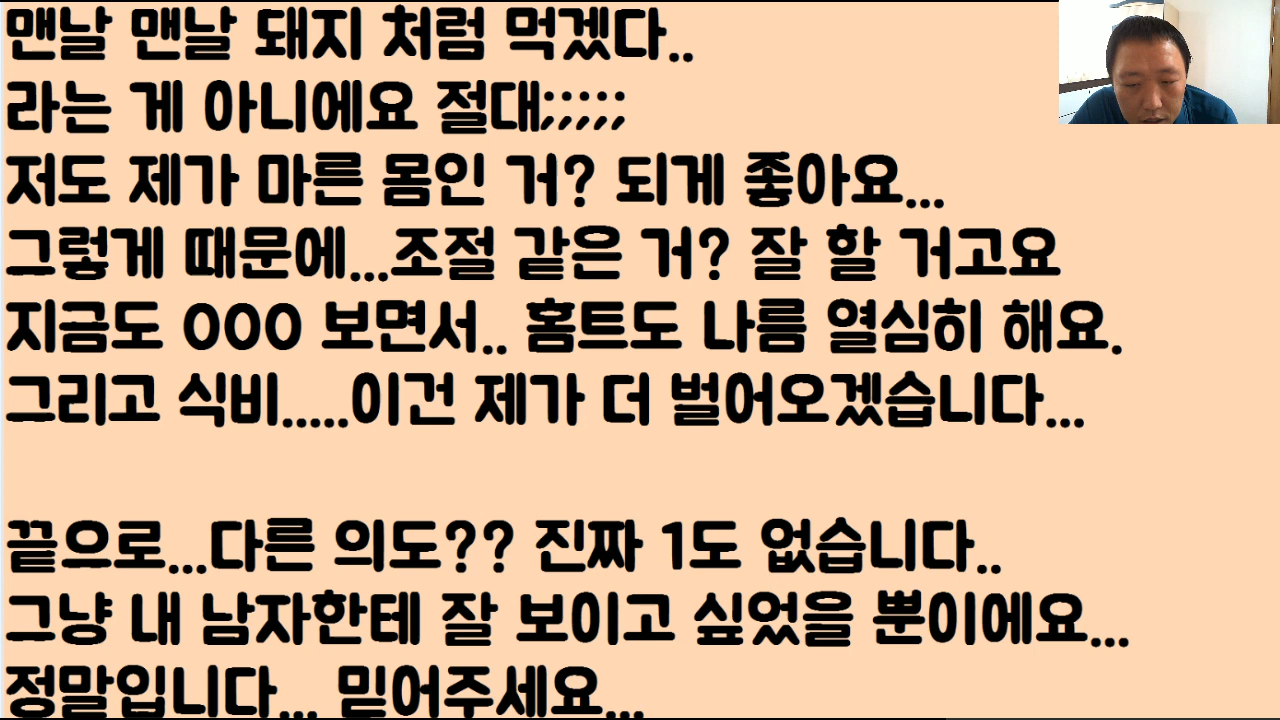 맨날 맨날 돼지 처럼 먹겠다..
라는 게 아니에요 절대;;;;;
저도 제가 마른 몸인 거? 되게 좋아요...
그렇게 때문에...조절 같은 거? 잘 할 거고요
지금도 OOO 보면서.. 홈트도 나름 열심히 해요.
그리고 식비.....이건 제가 더 벌어오겠습니다...
끝으로...다른 의도?? 진짜 1도 없습니다..
그냥 내 남자한테 잘 보이고 싶었을 뿐이에요...
정말입니다... 믿어주세요...